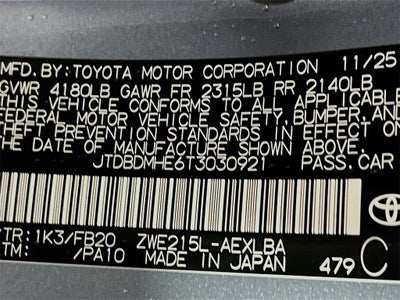 MFD.BY:TOYOTA MOTOR CORPORATION 11/25
GVWR 4180LB GAWR FR 2315LB RR 2140LB
THIS VEHICLE CONFORMS TO ALL APPLICABLE
FEDERAL MOTOR VEHICLE SAFETY,BUMPER,AND
THEFT PREVENTION STANDARDS IN EFFECT ON
THE DATE OF MANUFACTURE SHOWN ABOVE.
JTDBDMHE6T3030921 PASS.CAR
/TR:1K3/FB20 ZWE215L-AEXLBA
TM: /PA10 MADE IN JAPAN 479 C
TOYOTA